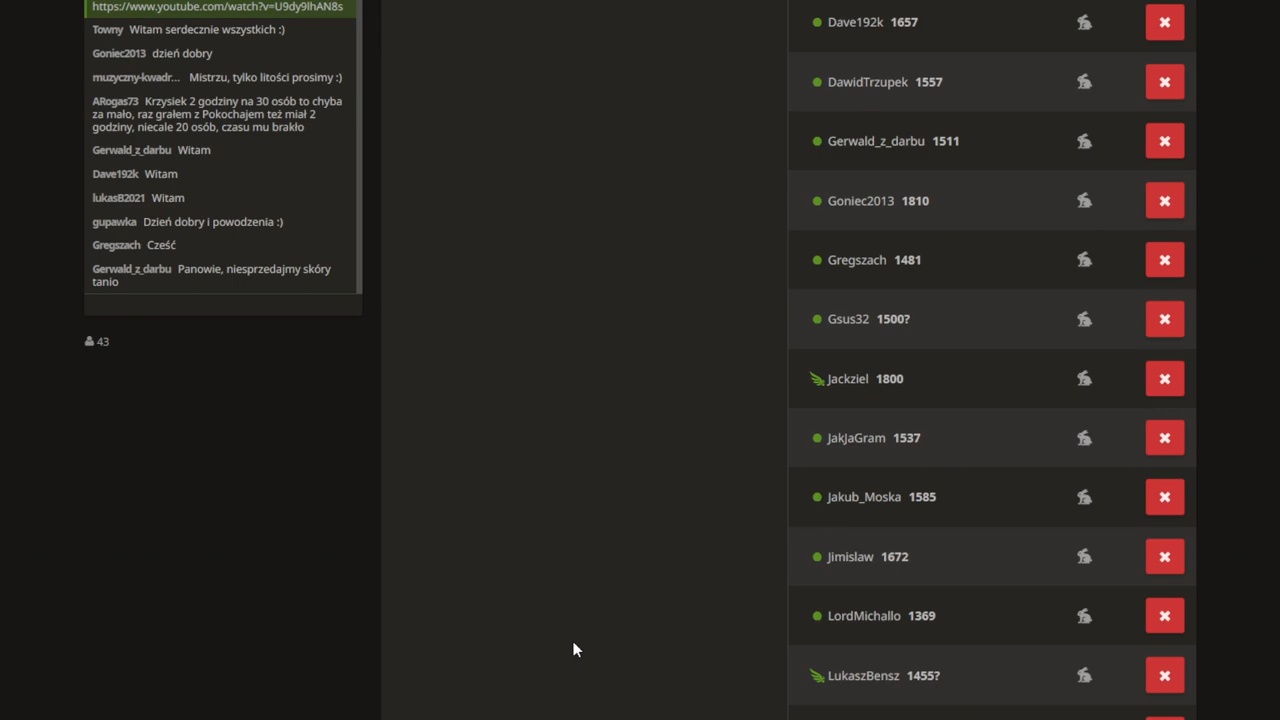 https://www.youtube.com/watch?v=U9dy9lhAN8s
Towny Witam serdecznie wszystkich :)
Goniec2013 dzień dobry
muzyczny-kwadr... Mistrzu, tylko litości prosimy :)
ARogas73 Krzysiek 2 godziny na 30 osób to chyba
za mało, raz grałem z Pokochajem też miał 2
godziny, niecale 20 osób, czasu mu brakło
Gerwald_z_darbu Witam
Dave192k Witam
lukasB2021 Witam
gupawka Dzień dobry i powodzenia :)
Gregszach Cześć
Gerwald_z_darbu Panowie, niesprzedajmy skóry
tanio
43
Dave192k 1657
DawidTrzupek 1557
Gerwald_z_darbu 1511
Goniec2013 1810
Gregszach 1481
Gsus32 1500?
Jackziel 1800
JakJaGram 1537
Jakub_Moska 1585
Jimislaw 1672
LordMichallo 1369
LukaszBensz 1455?